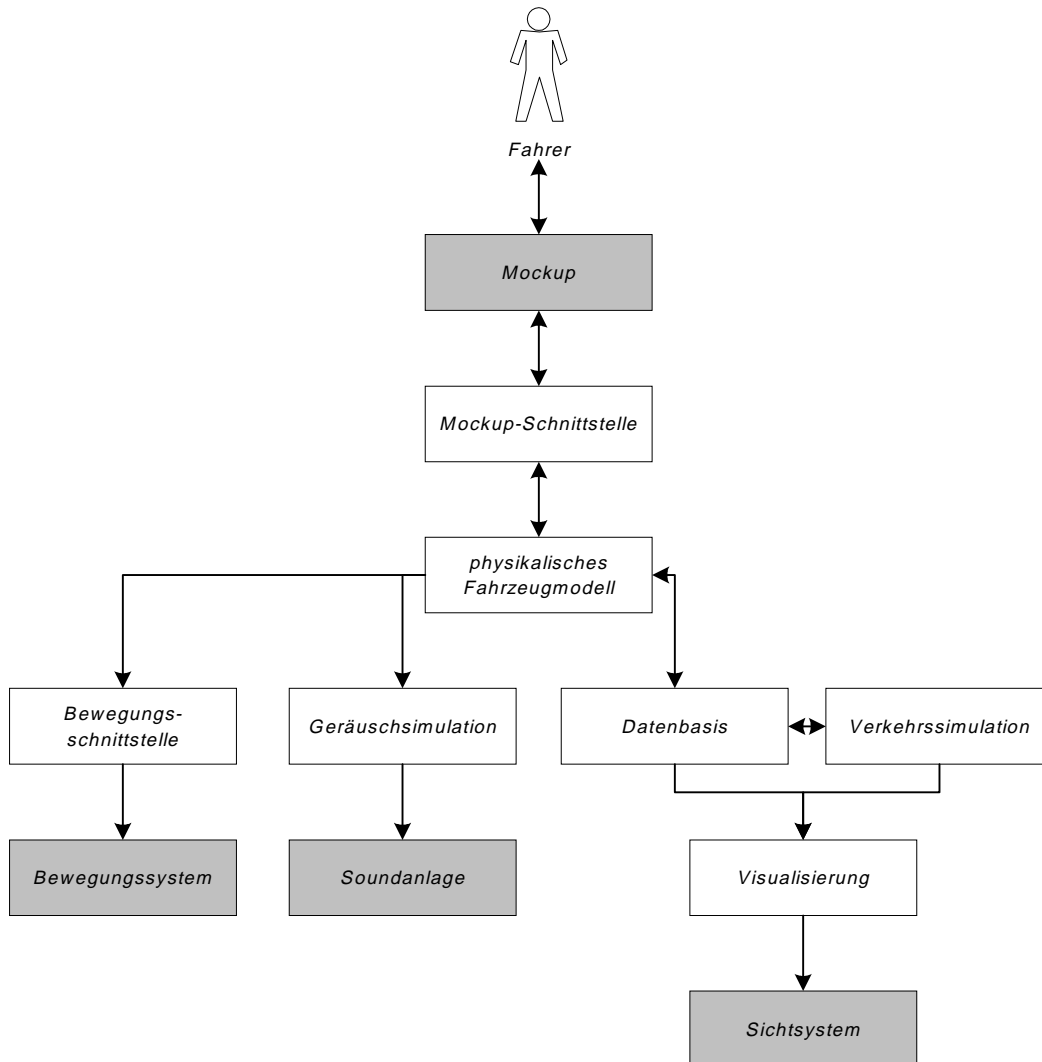 Fahrer
Mockup
Mockup-Schnittstelle
physikalisches
Fahrzeugmodell
Bewegungs-
schnittstelle
Geräuschsimulation
Datenbasis
Verkehrssimulation
Bewegungssystem
Soundanlage
Visualisierung
Sichtsystem